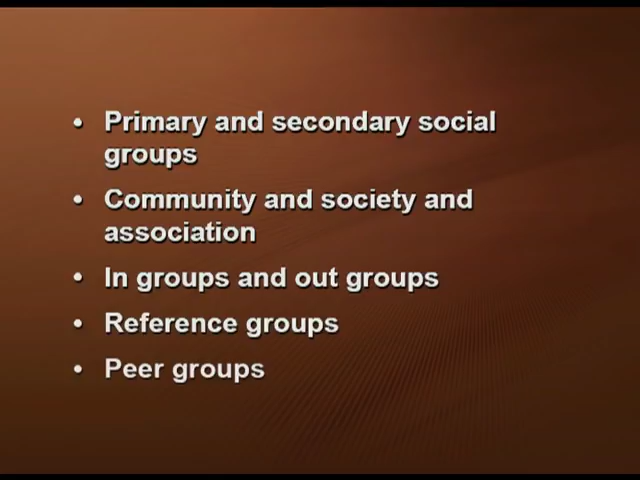 • Primary and secondary social
groups
• Community and society and
association
• In groups and out groups
• Reference groups
• Peer groups